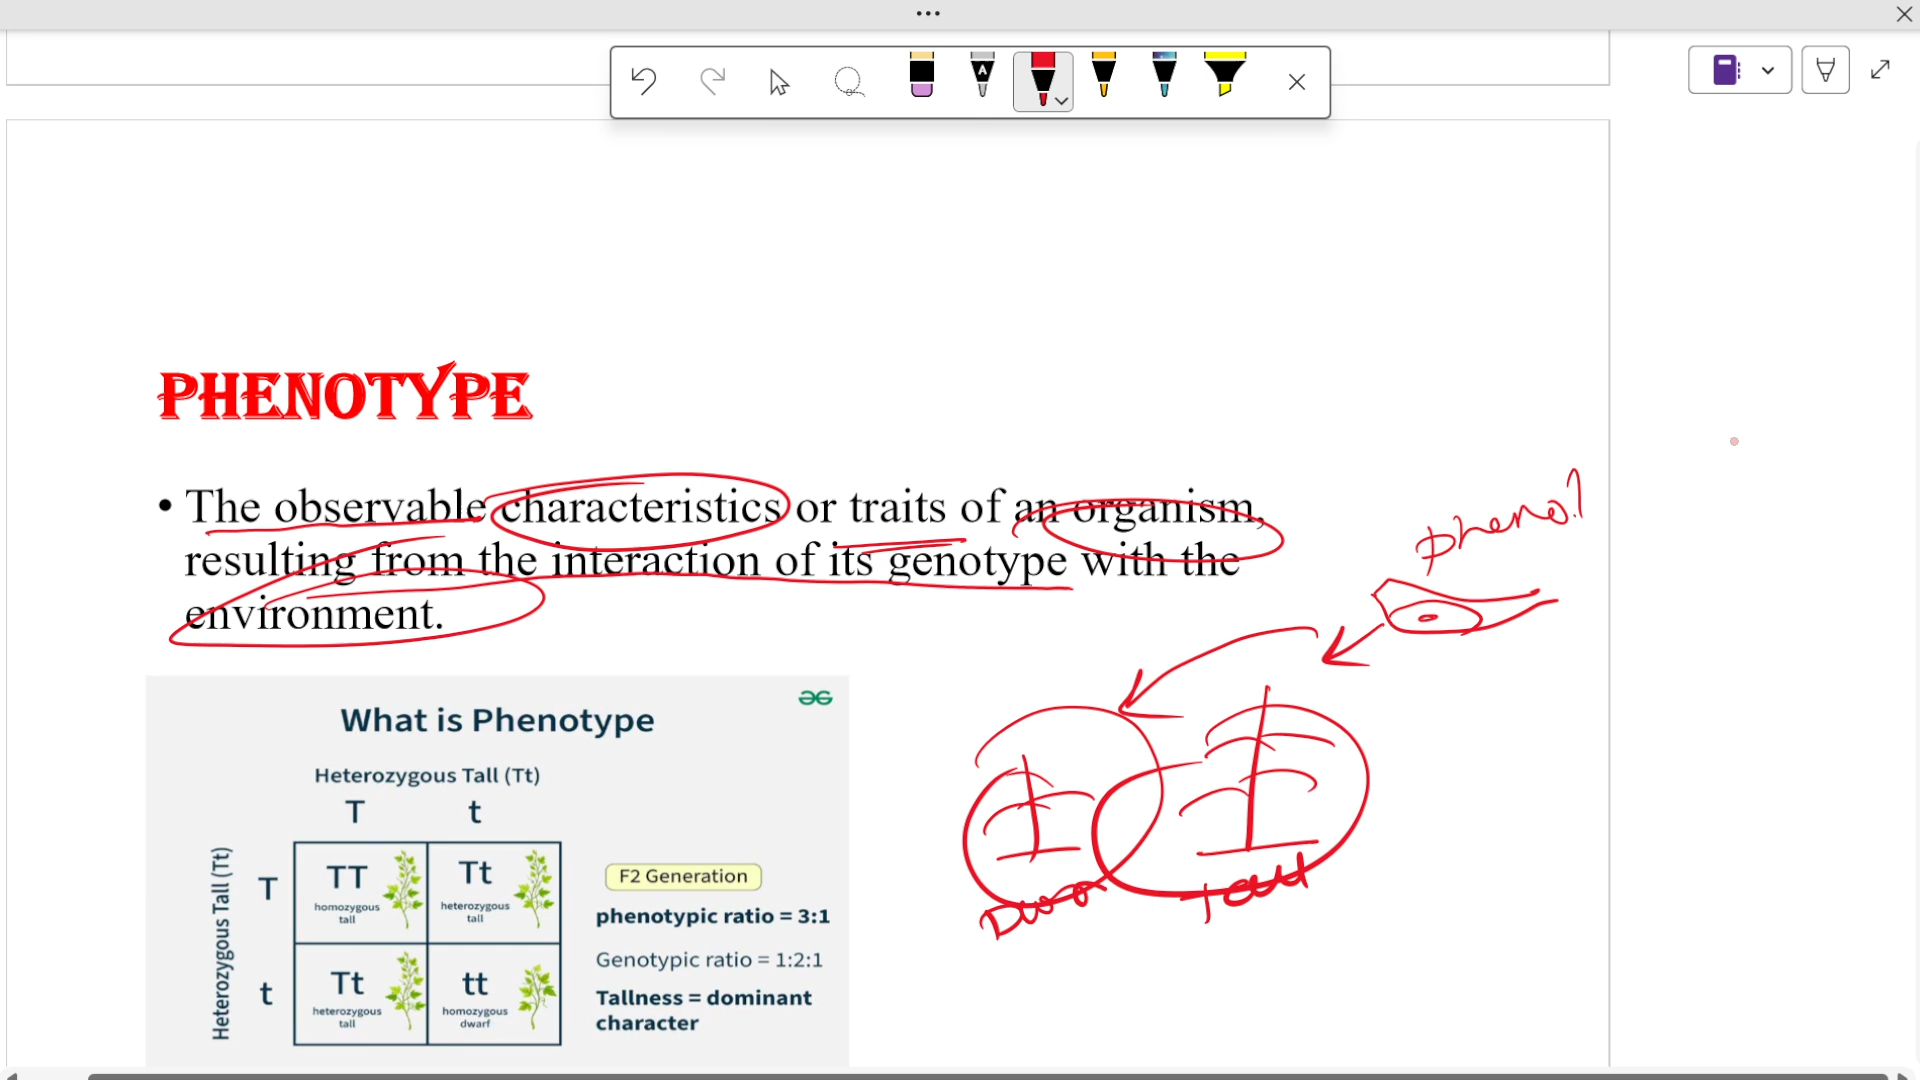 PHENOTYPE
• The observable characteristics or traits of an organism,
resulting from the interaction of its genotype with the
environment.
pheno
What is Phenotype
Heterozygous Tall (Tt)
T t
Heterozygous Tall (Tt)
T
TT
homozygous
tall
Tt
heterozygous
tall
t
Tt
heterozygous
tall
tt
homozygous
dwarf
F2 Generation
phenotypic ratio = 3:1
Genotypic ratio = 1:2:1
Tallness = dominant
character
Tall